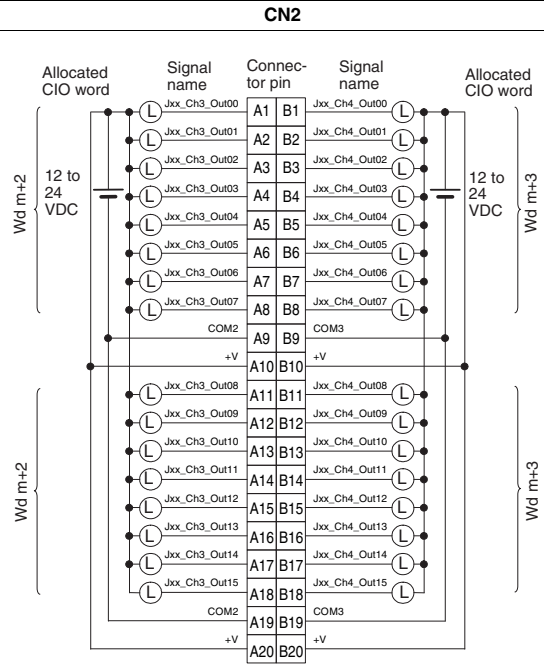 CN2
Allocated
CIO word
Signal
name
Connec-
tor pin
Signal
name
Allocated
CIO word
Jxx_Ch3_Out00 A1 B1 Jxx_Ch4_Out00
L L
Jxx_Ch3_Out01 A2 B2 Jxx_Ch4_Out01
L L
Jxx_Ch3_Out02 A3 B3 Jxx_Ch4_Out02
L L
Jxx_Ch3_Out03 A4 B4 Jxx_Ch4_Out03
L L
Jxx_Ch3_Out04 A5 B5 Jxx_Ch4_Out04
L L
Jxx_Ch3_Out05 A6 B6 Jxx_Ch4_Out05
L L
Jxx_Ch3_Out06 A7 B7 Jxx_Ch4_Out06
L L
Jxx_Ch3_Out07 A8 B8 Jxx_Ch4_Out07
L L
Wd m+2
12 to
24
VDC
12 to
24
VDC
Wd m+3
COM2 A9 B9 COM3
+V A10 B10 +V
Jxx_Ch3_Out08 A11 B11 Jxx_Ch4_Out08
L L
Jxx_Ch3_Out09 A12 B12 Jxx_Ch4_Out09
L L
Jxx_Ch3_Out10 A13 B13 Jxx_Ch4_Out10
L L
Jxx_Ch3_Out11 A14 B14 Jxx_Ch4_Out11
L L
Jxx_Ch3_Out12 A15 B15 Jxx_Ch4_Out12
L L
Jxx_Ch3_Out13 A16 B16 Jxx_Ch4_Out13
L L
Jxx_Ch3_Out14 A17 B17 Jxx_Ch4_Out14
L L
Jxx_Ch3_Out15 A18 B18 Jxx_Ch4_Out15
L L
Wd m+2
Wd m+3
COM2 A19 B19 COM3
+V A20 B20 +V